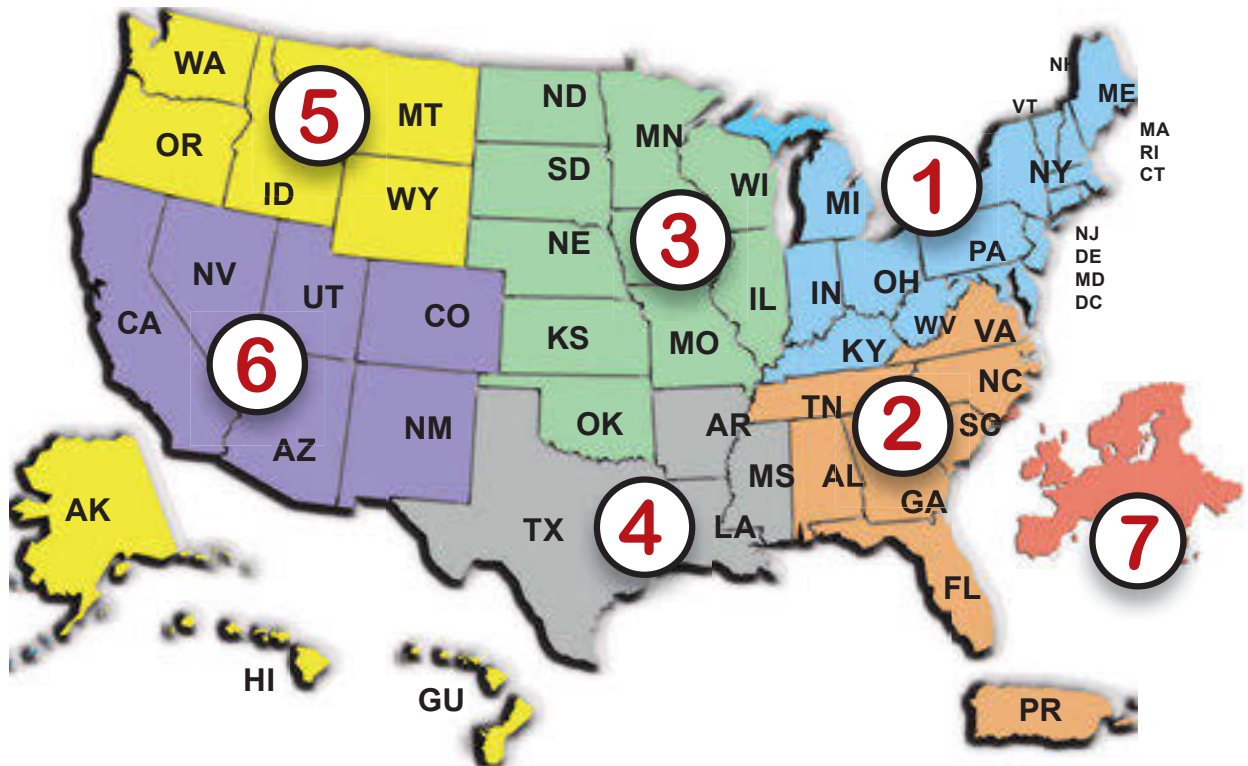 NH
ME
WA
5
MT
ND
MN
VT
MA
RI
CT
OR
ID
WY
SD
WI
MI
1
NY
NE
3
PA
NJ
DE
MD
DC
NV
UT
CO
IL
IN
OH
CA
6
KS
MO
KY
WV
VA
NM
AZ
OK
AR
TN
2
NC
SC
MS
AL
GA
AK
TX
4
LA
7
FL
HI
GU
PR